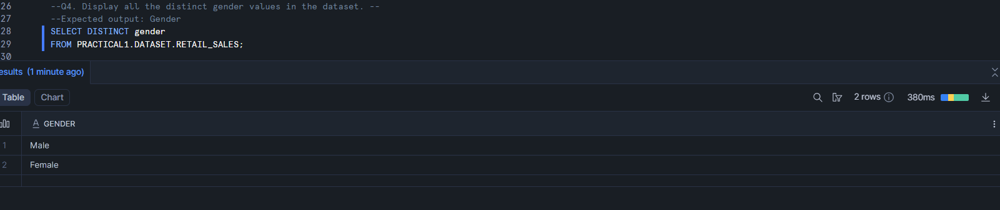 26 --Q4. Display all the distinct gender values in the dataset. --
27 --Expected output: Gender
28 SELECT DISTINCT gender
29 FROM PRACTICAL1.DATASET.RETAIL_SALES;
30
esults (1 minute ago)
Table Chart 2 rows 380ms
A GENDER
1 Male
2 Female